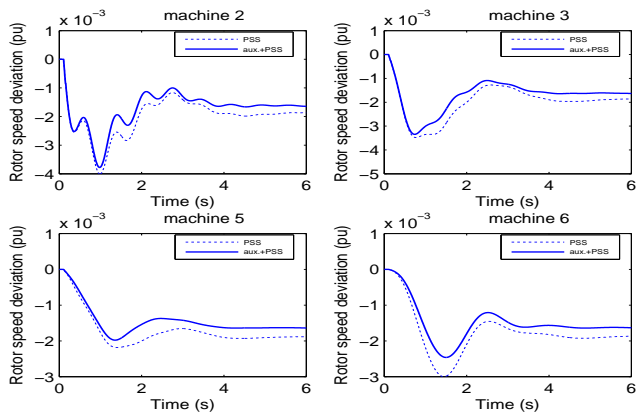 x 10⁻³ machine 2
Rotor speed deviation (pu)
1
0
−1
−2
−3
−4
PSS
aux.+PSS
0 2 4 6
Time (s)
x 10⁻³ machine 3
Rotor speed deviation (pu)
1
0
−1
−2
−3
−4
−5
PSS
aux.+PSS
0 2 4 6
Time (s)
x 10⁻³ machine 5
Rotor speed deviation (pu)
1
0
−1
−2
−3
PSS
aux.+PSS
0 2 4 6
Time (s)
x 10⁻³ machine 6
Rotor speed deviation (pu)
1
0
−1
−2
−3
PSS
aux.+PSS
0 2 4 6
Time (s)